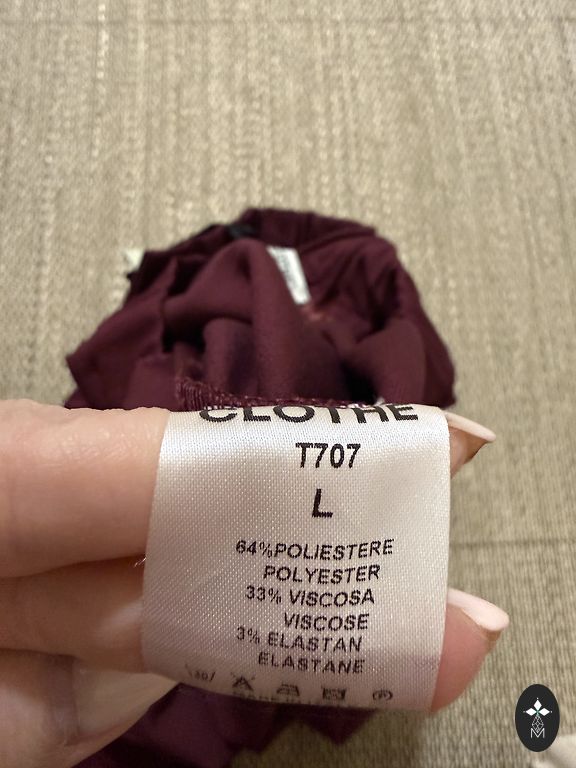 CLOTHE
T707
L
64%POLIESTERE
POLYESTER
33% VISCOSA
VISCOSE
3% ELASTAN
ELASTANE